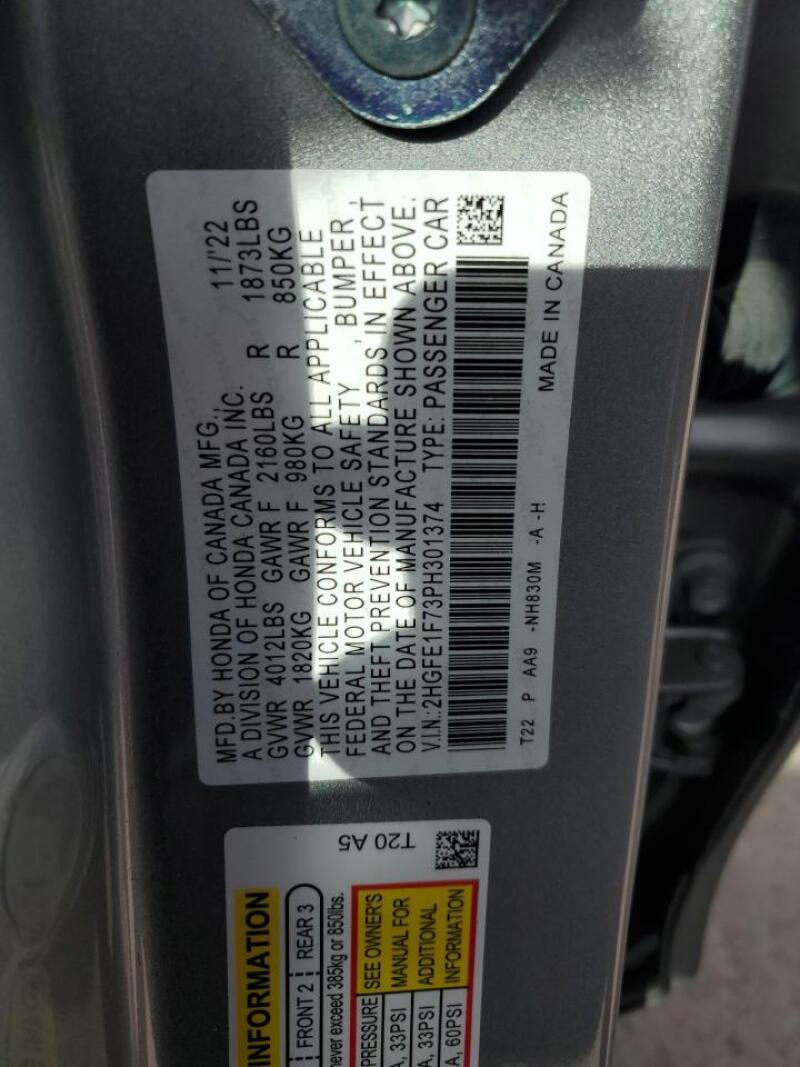 MFD.BY HONDA OF CANADA MFG., 11/'22
A DIVISION OF HONDA CANADA INC.
GVWR 4012LBS GAWR F 2160LBS R 1873LBS
GVWR 1820KG GAWR F 980KG R 850KG
THIS VEHICLE CONFORMS TO ALL APPLICABLE
FEDERAL MOTOR VEHICLE SAFETY , BUMPER ,
AND THEFT PREVENTION STANDARDS IN EFFECT
ON THE DATE OF MANUFACTURE SHOWN ABOVE.
V.I.N.:2HGFE1F73PH301374 TYPE: PASSENGER CAR
T22 P AA9 -NH830M -A -H MADE IN CANADA
T20 A5
INFORMATION
FRONT 2 REAR 3
never exceed 385kg or 850lbs.
PRESSURE SEE OWNER'S
A, 33PSI MANUAL FOR
A, 33PSI ADDITIONAL
A, 60PSI INFORMATION